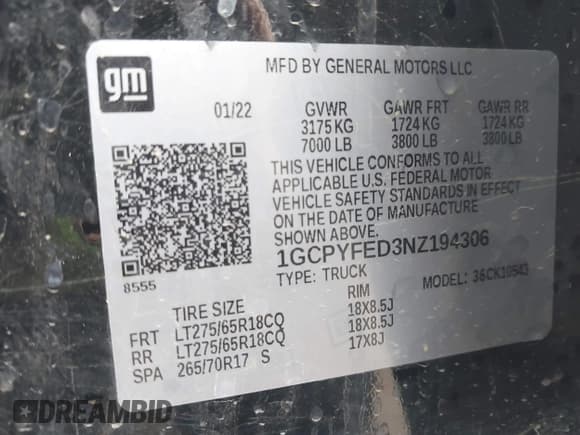 gm
MFD BY GENERAL MOTORS LLC
01/22 GVWR GAWR FRT GAWR RR
3175 KG 1724 KG 1724 KG
7000 LB 3800 LB 3800 LB
THIS VEHICLE CONFORMS TO ALL
APPLICABLE U.S. FEDERAL MOTOR
VEHICLE SAFETY STANDARDS IN EFFECT
ON THE DATE OF MANUFACTURE
SHOWN ABOVE.
1GCPYFED3NZ194306
8555
TYPE: TRUCK MODEL: 36CK10543
TIRE SIZE RIM
FRT LT275/65R18CQ 18X8.5J
RR LT275/65R18CQ 18X8.5J
SPA 265/70R17 S 17X8J
DREAMBID